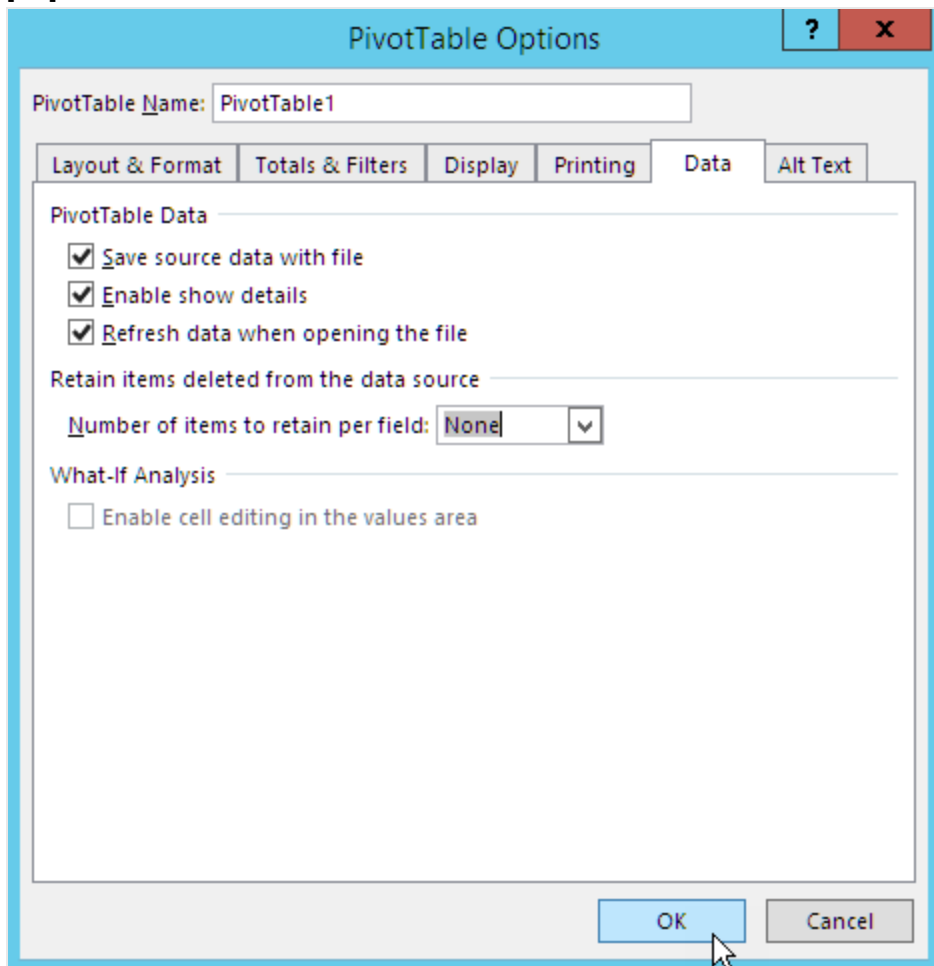 PivotTable Options
? x
PivotTable Name: PivotTable1
Layout & Format Totals & Filters Display Printing Data Alt Text
PivotTable Data
Save source data with file
Enable show details
Refresh data when opening the file
Retain items deleted from the data source
Number of items to retain per field: None
What-If Analysis
Enable cell editing in the values area
OK Cancel